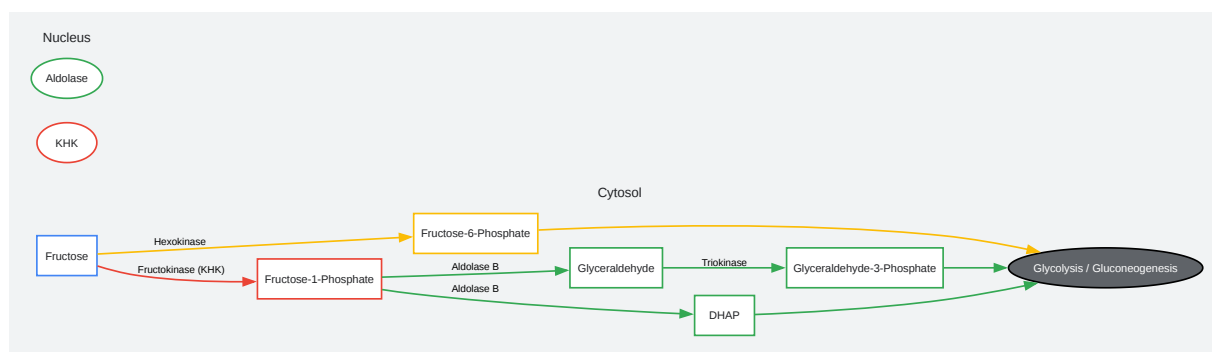 Nucleus
Aldolase
KHK
Cytosol
Fructose
Hexokinase
Fructokinase (KHK)
Fructose-6-Phosphate
Fructose-1-Phosphate
Aldolase B
Aldolase B
Glyceraldehyde
Triokinase
Glyceraldehyde-3-Phosphate
DHAP
Glycolysis / Gluconeogenesis